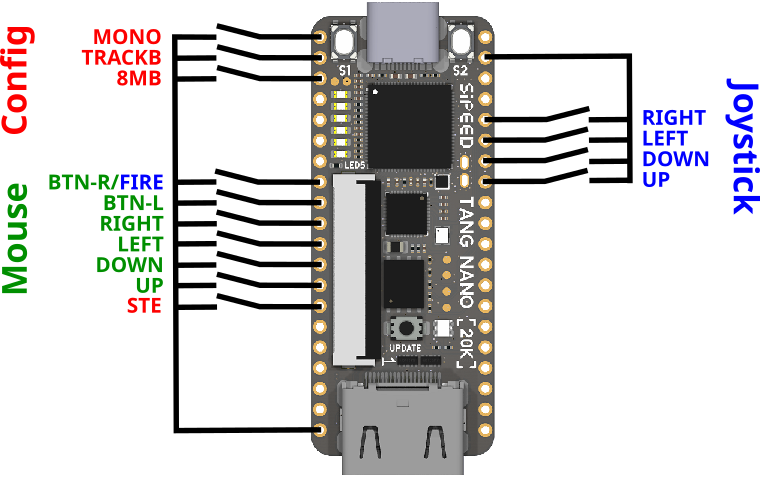 Config
MONO
TRACKB
8MB
Mouse
BTN-R/FIRE
BTN-L
RIGHT
LEFT
DOWN
UP
STE
S1
S2
SiPEED
LED5
TANG NANO
20K
UPDATE
RIGHT
LEFT
DOWN
UP
Joystick